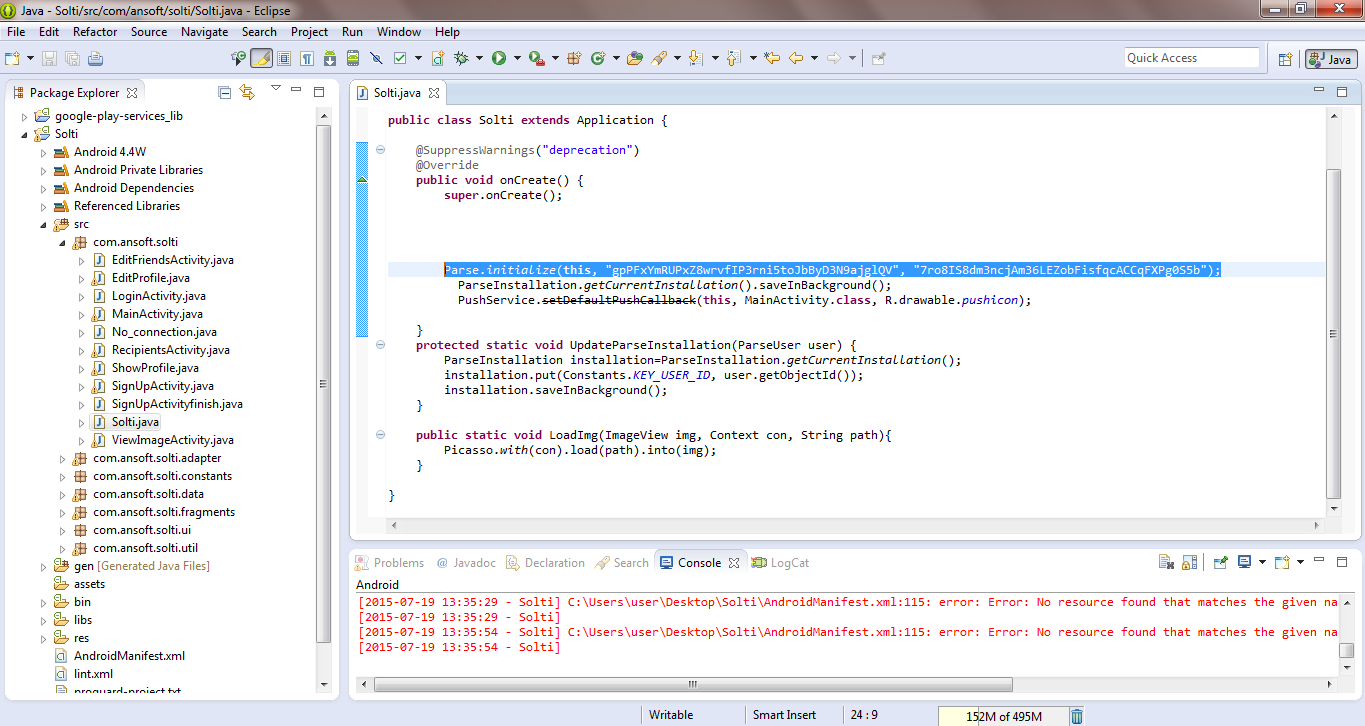 Java - Solti/src/com/ansoft/solti/Solti.java - Eclipse
File Edit Refactor Source Navigate Search Project Run Window Help
Quick Access
Java
Package Explorer
google-play-services_lib
Solti
Android 4.4W
Android Private Libraries
Android Dependencies
Referenced Libraries
src
com.ansoft.solti
EditFriendsActivity.java
EditProfile.java
LoginActivity.java
MainActivity.java
No_connection.java
RecipientsActivity.java
ShowProfile.java
SignUpActivity.java
SignUpActivityfinish.java
Solti.java
ViewImageActivity.java
com.ansoft.solti.adapter
com.ansoft.solti.constants
com.ansoft.solti.data
com.ansoft.solti.fragments
com.ansoft.solti.ui
com.ansoft.solti.util
gen [Generated Java Files]
assets
bin
libs
res
AndroidManifest.xml
lint.xml
proguard-project.txt
Solti.java
public class Solti extends Application {
@SuppressWarnings("deprecation")
@Override
public void onCreate() {
super.onCreate();
Parse.initialize(this, "gpPFxYmRUPxZ8wrvfIP3rni5toJbByD3N9ajglQV", "7ro8IS8dm3ncjAm36LEZobFisfqcACCqFXPg0S5b");
ParseInstallation.getCurrentInstallation().saveInBackground();
PushService.setDefaultPushCallback(this, MainActivity.class, R.drawable.pushicon);
}
protected static void UpdateParseInstallation(ParseUser user) {
ParseInstallation installation=ParseInstallation.getCurrentInstallation();
installation.put(Constants.KEY_USER_ID, user.getObjectId());
installation.saveInBackground();
}
public static void LoadImg(ImageView img, Context con, String path){
Picasso.with(con).load(path).into(img);
}
}
Problems @ Javadoc Declaration Search Console LogCat
Android
[2015-07-19 13:35:29 - Solti] C:\Users\user\Desktop\Solti\AndroidManifest.xml:115: error: Error: No resource found that matches the given na
[2015-07-19 13:35:29 - Solti]
[2015-07-19 13:35:54 - Solti] C:\Users\user\Desktop\Solti\AndroidManifest.xml:115: error: Error: No resource found that matches the given na
[2015-07-19 13:35:54 - Solti]
Writable Smart Insert 24 : 9 152M of 495M